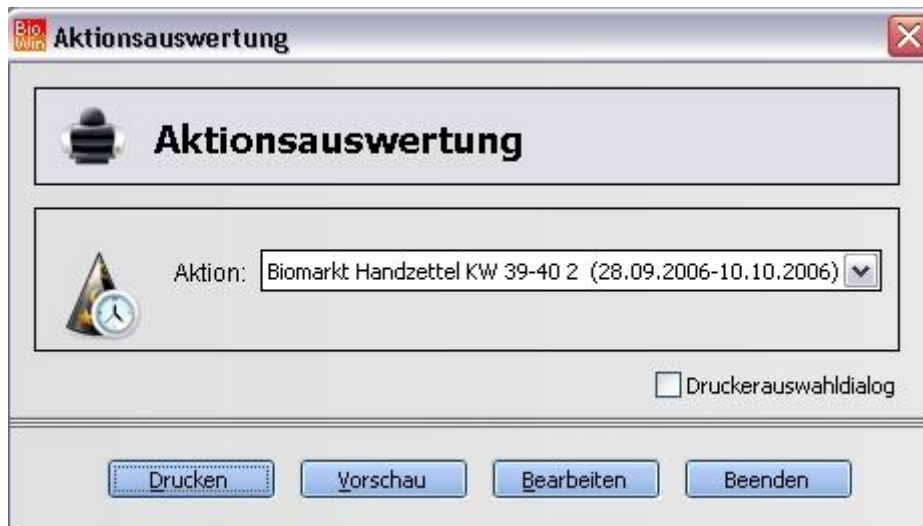 Bio Win Aktionsauswertung
Aktionsauswertung
Aktion: Biomarkt Handzettel KW 39-40 2 (28.09.2006-10.10.2006)
Druckerauswahldialog
Drucken Vorschau Bearbeiten Beenden